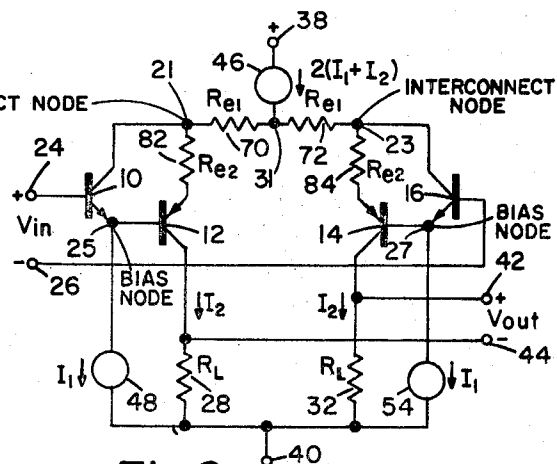 38
+
21
46
2(I₁+I₂)
INTERCONNECT
NODE
CT NODE
Re1
Re1
24
82
70
31
72
23
+
10
Re2
84
Re2
16
Vin
25
12
14
27
BIAS
NODE
-
26
BIAS
NODE
42
I₂
I₂
+
Vout
-
44
I₁
48
RL
28
RL
32
54
I₁
40